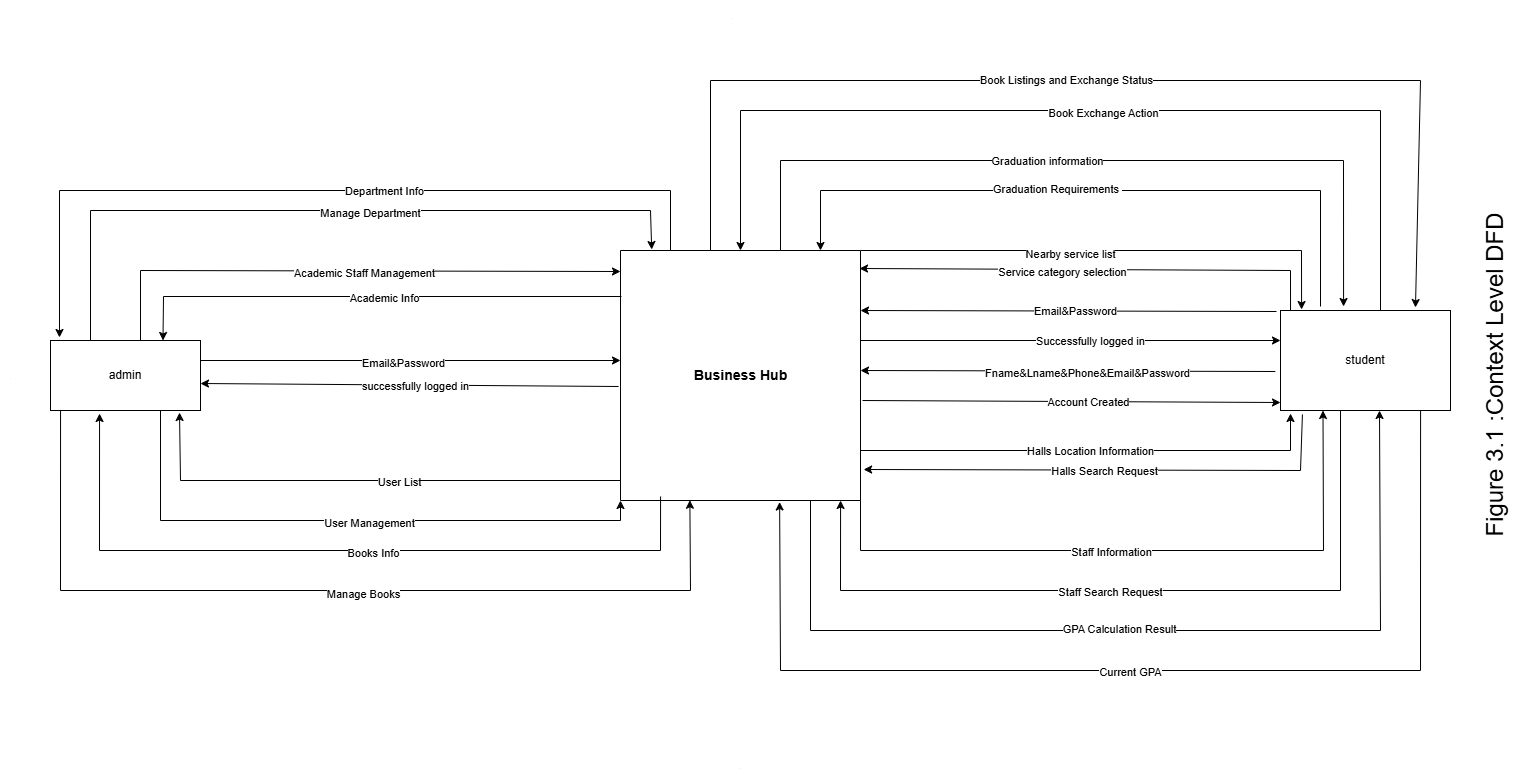 Book Listings and Exchange Status
Book Exchange Action
Graduation information
Graduation Requirements
Department Info
Manage Department
Nearby service list
Service category selection
Academic Staff Management
Academic Info
Email&Password
Successfully logged in
Email&Password
successfully logged in
admin
Business Hub
student
Fname&Lname&Phone&Email&Password
Account Created
Halls Location Information
Halls Search Request
User List
User Management
Books Info
Manage Books
Staff Information
Staff Search Request
GPA Calculation Result
Current GPA
Figure 3.1 :Context Level DFD